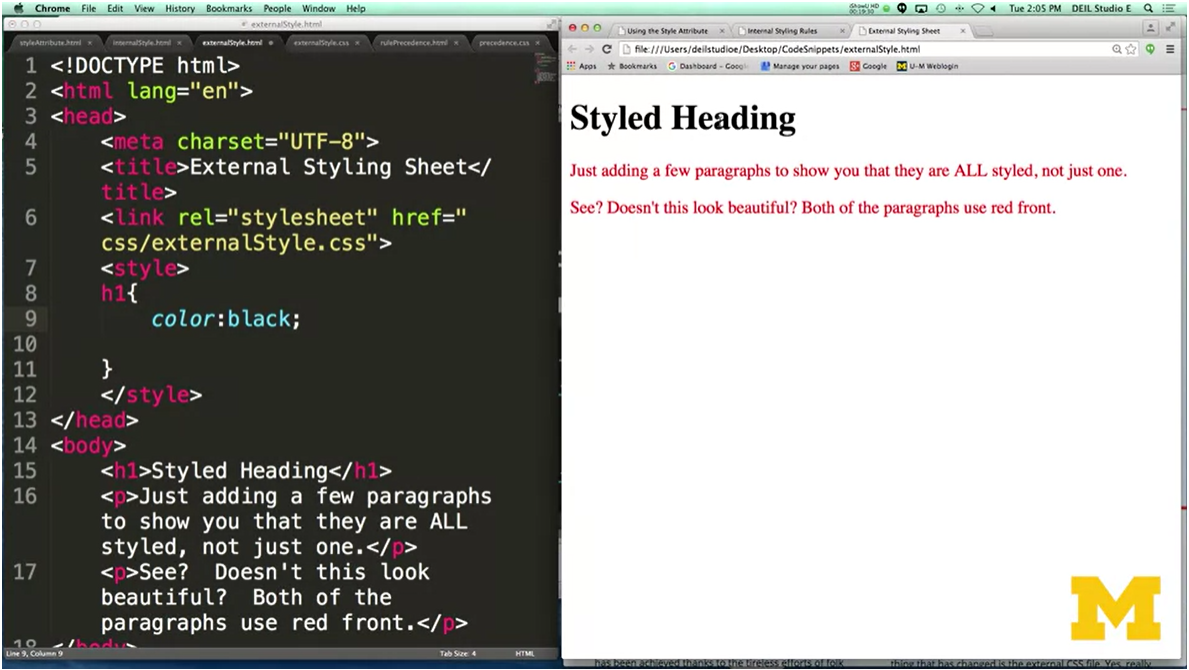 Chrome File Edit View History Bookmarks People Window Help
Tue 2:05 PM DEIL Studio E
externalStyle.html
styleAttribute.html internalStyle.html externalStyle.html externalStyle.css rulePrecedence.html precedence.css
1 <!DOCTYPE html>
2 <html lang="en">
3 <head>
4 <meta charset="UTF-8">
5 <title>External Styling Sheet</
title>
6 <link rel="stylesheet" href="
css/externalStyle.css">
7 <style>
8 h1{
9 color:black;
10
11 }
12 </style>
13 </head>
14 <body>
15 <h1>Styled Heading</h1>
16 <p>Just adding a few paragraphs
to show you that they are ALL
styled, not just one.</p>
17 <p>See?  Doesn't this look
beautiful?  Both of the
paragraphs use red front.</p>
18 </body>
Line 9, Column 9 Tab Size: 4 HTML
Using the Style Attribute Internal Styling Rules External Styling Sheet
file:///Users/deilstudioe/Desktop/CodeSnippets/externalStyle.html
Apps Bookmarks Dashboard - Google Manage your pages Google U-M Weblogin
Styled Heading
Just adding a few paragraphs to show you that they are ALL styled, not just one.
See? Doesn't this look beautiful? Both of the paragraphs use red front.
M
has been achieved thanks to the tireless efforts of folk
thing that has changed is the external CSS file. Yes, really.